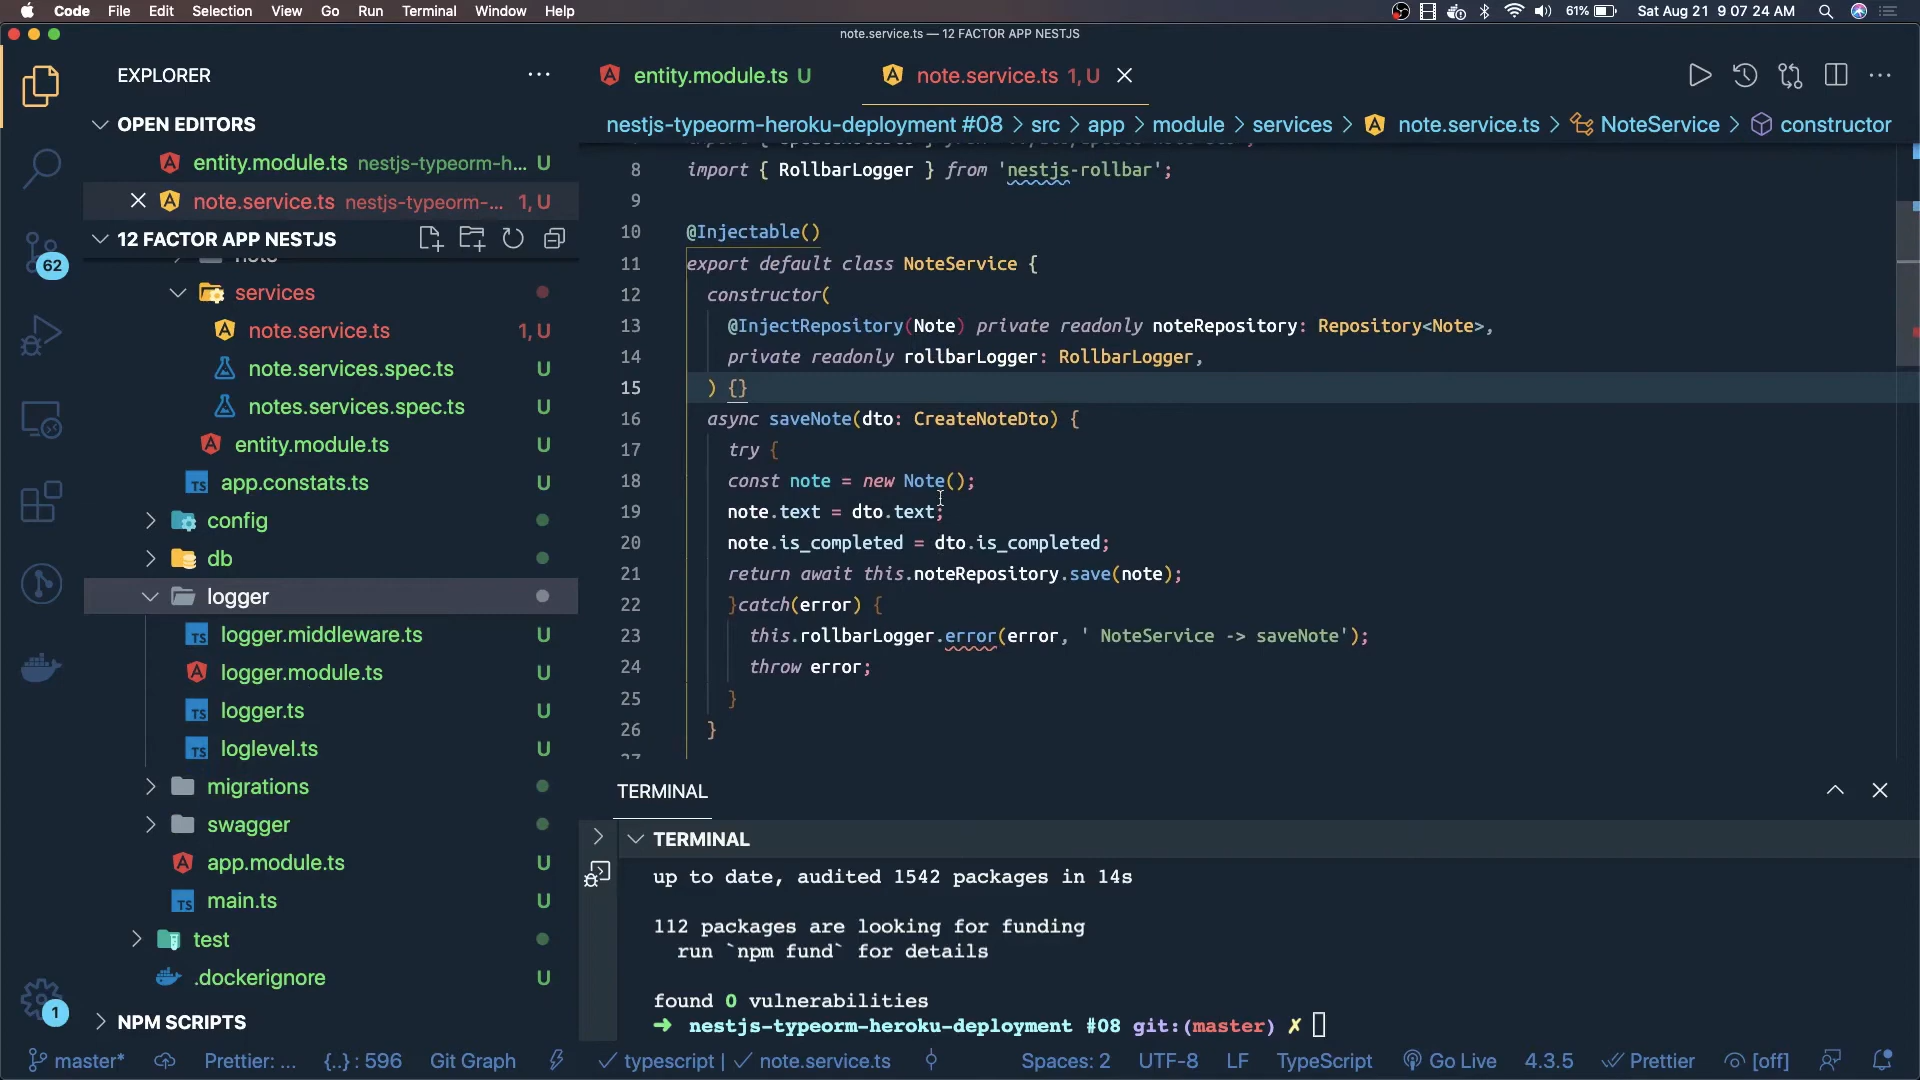 Code File Edit Selection View Go Run Terminal Window Help 61% Sat Aug 21 9 07 24 AM
note.service.ts — 12 FACTOR APP NESTJS
EXPLORER
OPEN EDITORS
entity.module.ts nestjs-typeorm-h... U
note.service.ts nestjs-typeorm-... 1, U
12 FACTOR APP NESTJS
62
services
note.service.ts 1, U
note.services.spec.ts U
notes.services.spec.ts U
entity.module.ts U
app.constats.ts U
config
db
logger
logger.middleware.ts U
logger.module.ts U
logger.ts U
loglevel.ts U
migrations
swagger
app.module.ts U
main.ts U
test
.dockerignore U
1
NPM SCRIPTS
entity.module.ts U note.service.ts 1, U
nestjs-typeorm-heroku-deployment #08 > src > app > module > services > note.service.ts > NoteService > constructor
8 import { RollbarLogger } from 'nestjs-rollbar';
9
10 @Injectable()
11 export default class NoteService {
12 constructor(
13 @InjectRepository(Note) private readonly noteRepository: Repository<Note>,
14 private readonly rollbarLogger: RollbarLogger,
15 ) {}
16 async saveNote(dto: CreateNoteDto) {
17 try {
18 const note = new Note();
19 note.text = dto.text;
20 note.is_completed = dto.is_completed;
21 return await this.noteRepository.save(note);
22 }catch(error) {
23 this.rollbarLogger.error(error, ' NoteService -> saveNote');
24 throw error;
25 }
26 }
TERMINAL
TERMINAL
up to date, audited 1542 packages in 14s
112 packages are looking for funding
run `npm fund` for details
found 0 vulnerabilities
➜ nestjs-typeorm-heroku-deployment #08 git:(master) ✗
master* Prettier: ... {..} : 596 Git Graph typescript | note.service.ts Spaces: 2 UTF-8 LF TypeScript Go Live 4.3.5 Prettier [off]